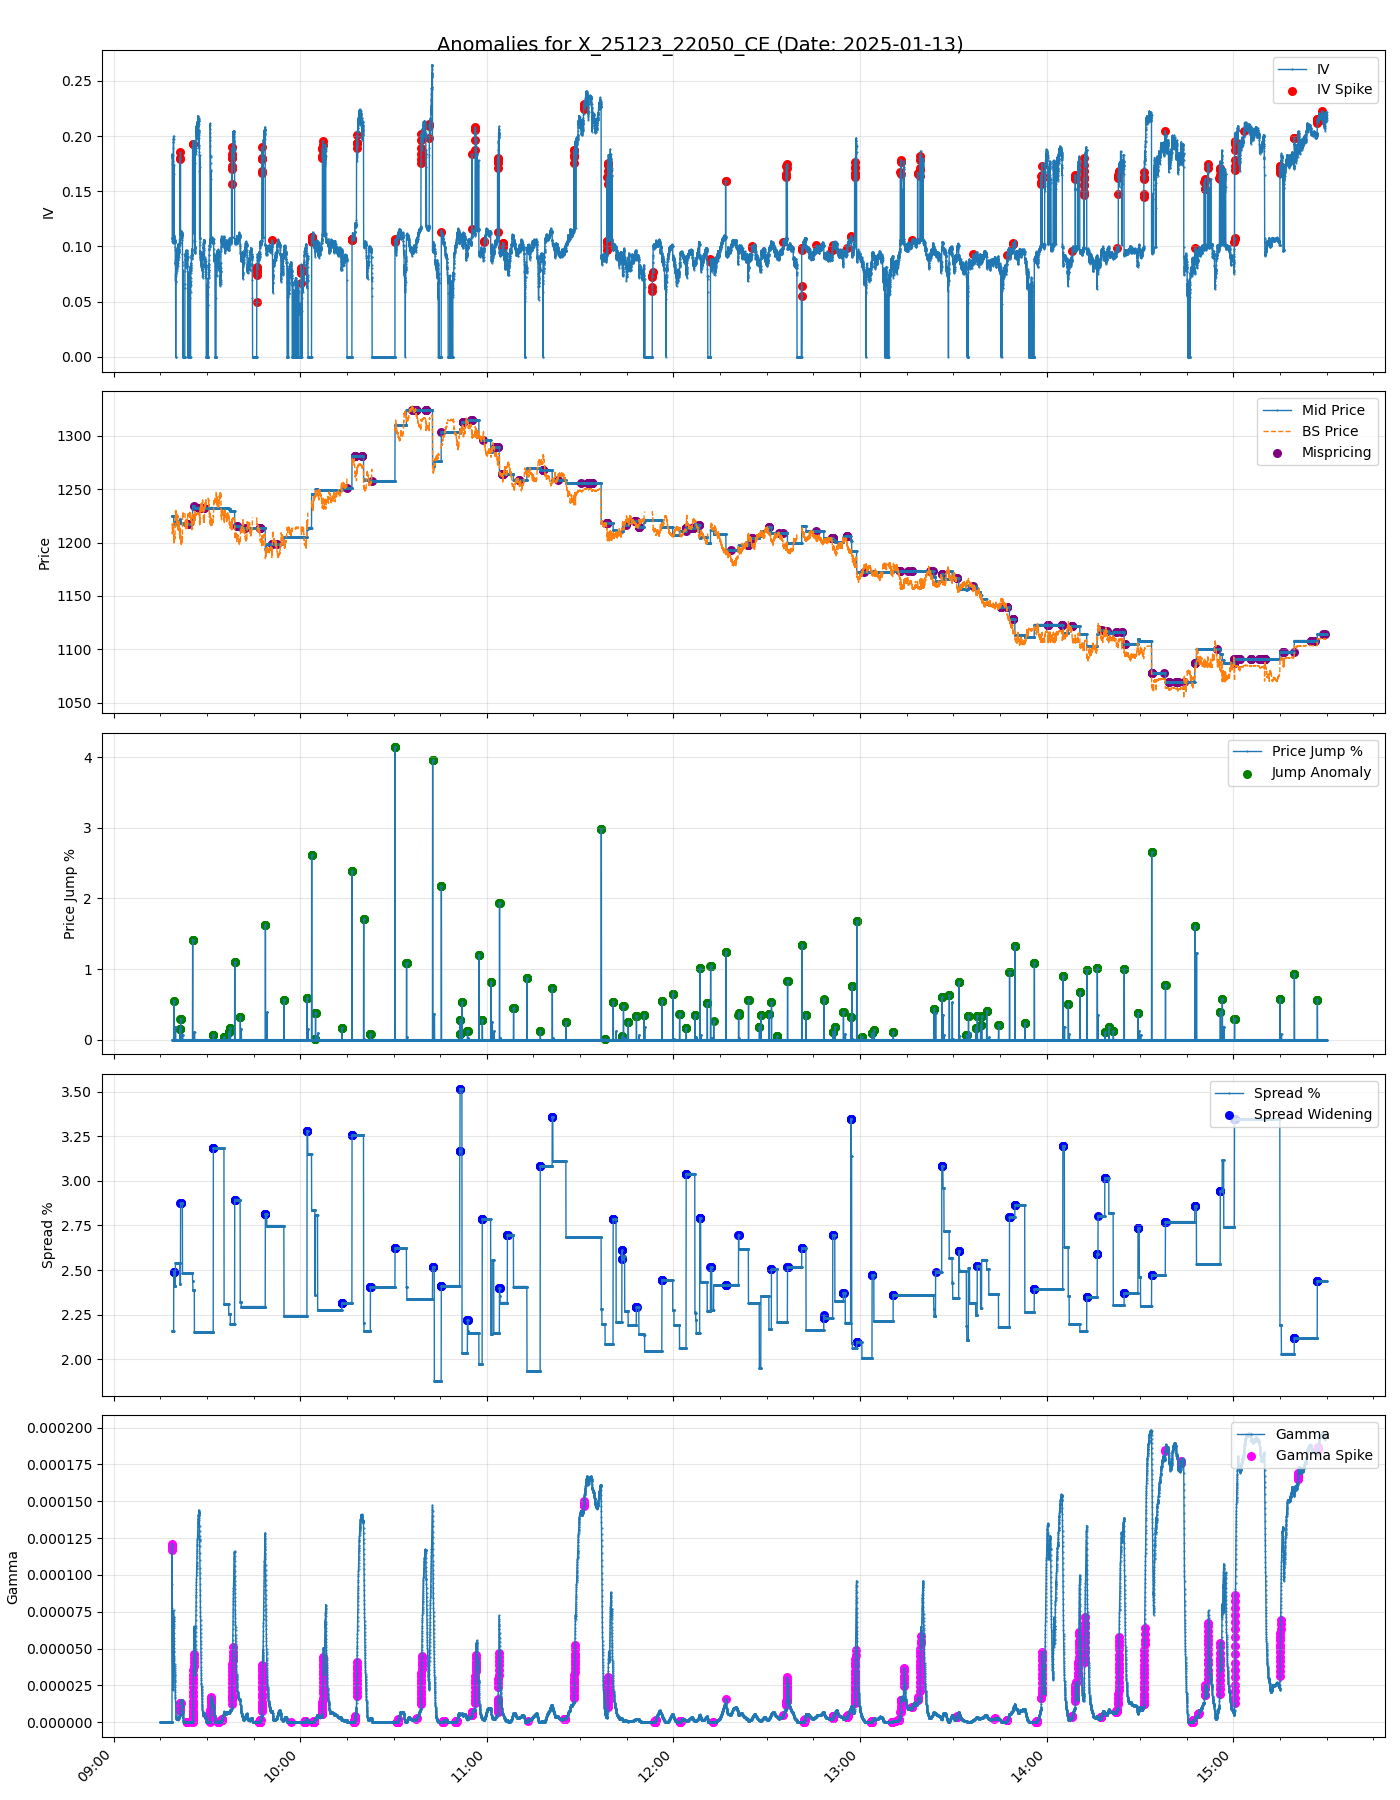 Anomalies for X_25123_22050_CE (Date: 2025-01-13)
0.25
0.20
0.15
0.10
0.05
0.00
IV
IV
IV Spike
1300
1250
1200
1150
1100
1050
Price
Mid Price
BS Price
Mispricing
4
3
2
1
0
Price Jump %
Price Jump %
Jump Anomaly
3.50
3.25
3.00
2.75
2.50
2.25
2.00
Spread %
Spread %
Spread Widening
0.000200
0.000175
0.000150
0.000125
0.000100
0.000075
0.000050
0.000025
0.000000
Gamma
Gamma
Gamma Spike
09:00
10:00
11:00
12:00
13:00
14:00
15:00